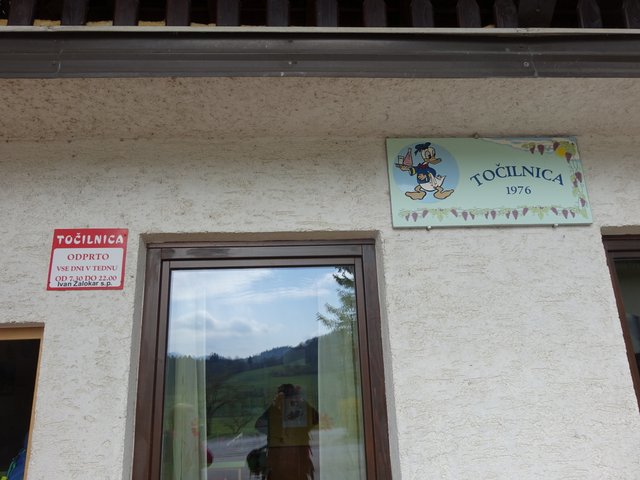 TOČILNICA
ODPRTO
VSE DNI V TEDNU
OD 7.30 DO 22.00
Ivan Zalokar s.p.
TOČILNICA
1976